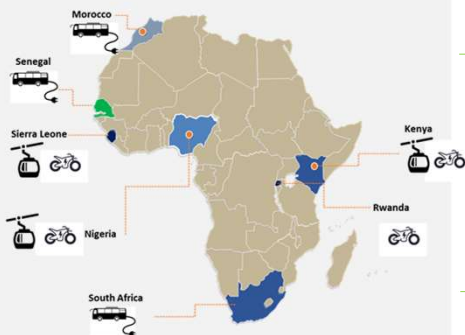 Morocco
Senegal
Sierra Leone
Kenya
Rwanda
Nigeria
South Africa